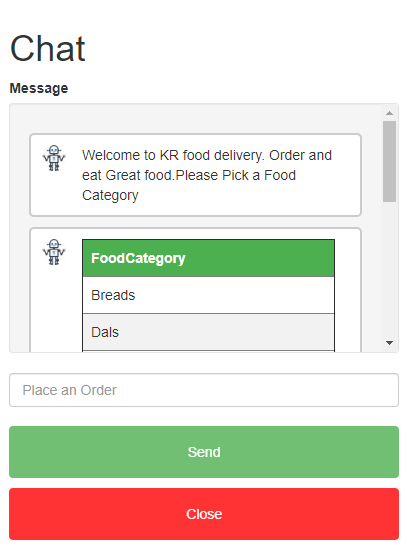 Chat
Message
Welcome to KR food delivery. Order and
eat Great food.Please Pick a Food
Category
FoodCategory
Breads
Dals
Place an Order
Send
Close